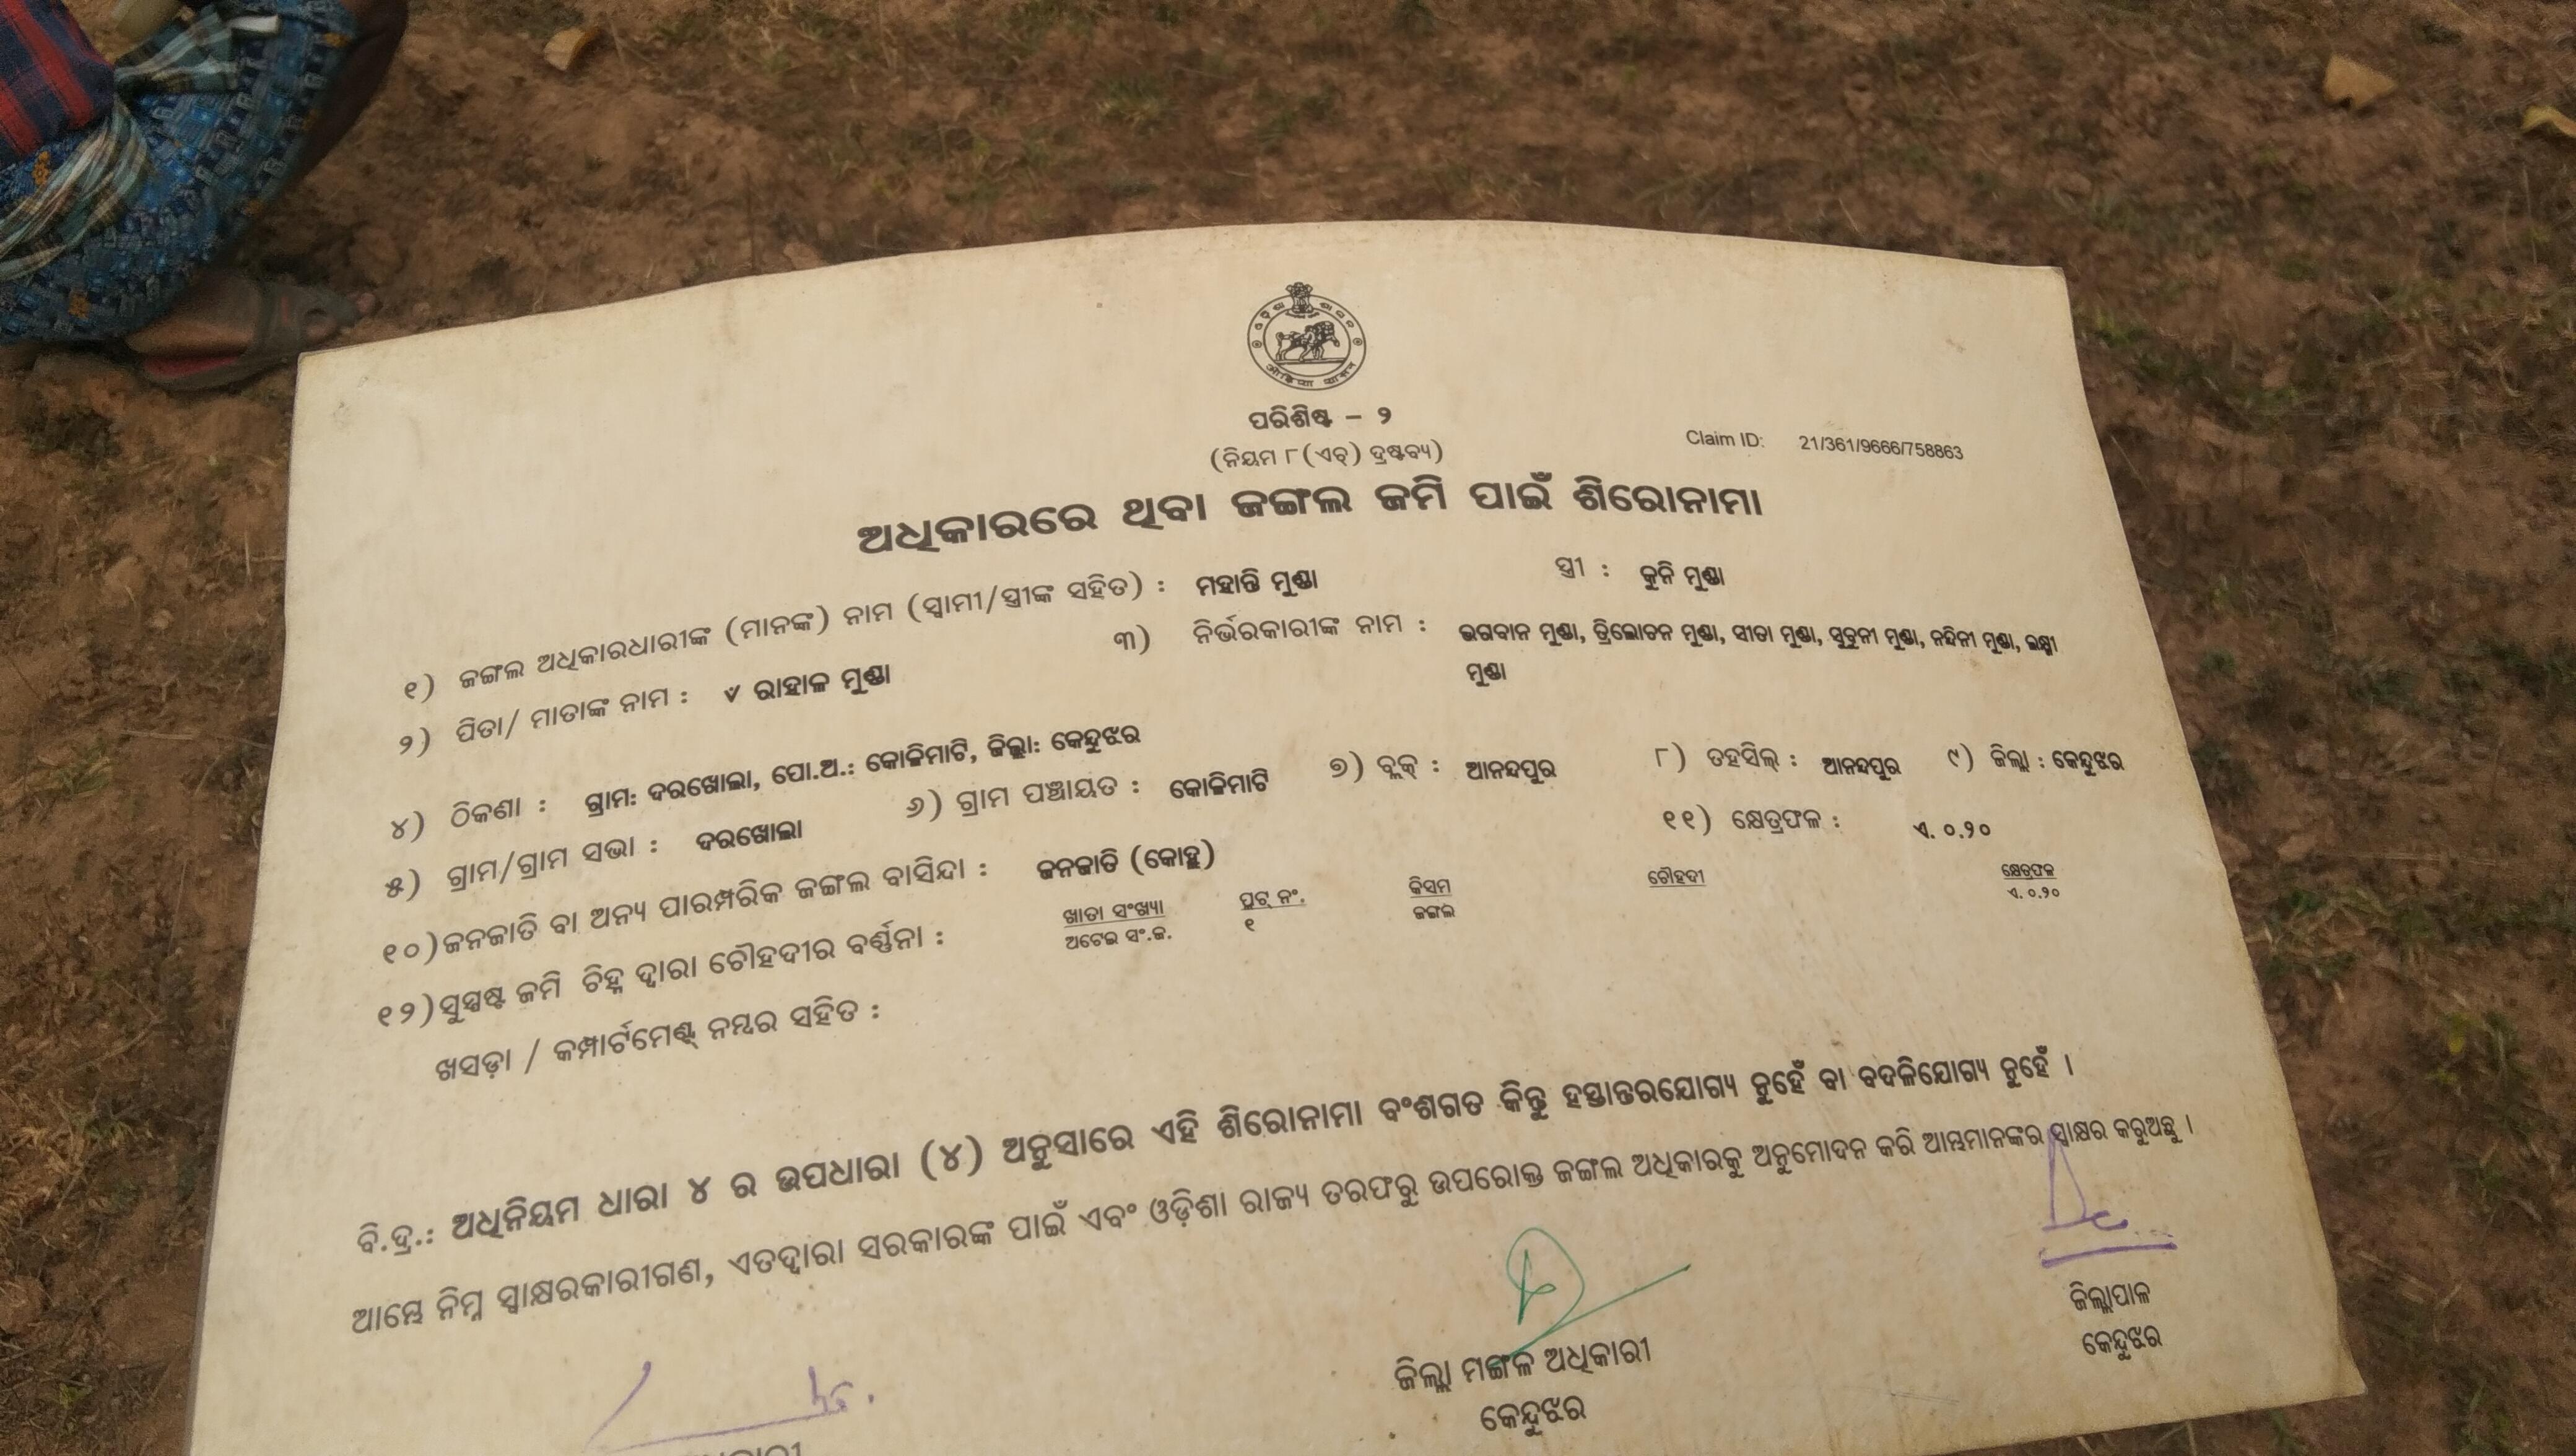 ପରିଶିଷ୍ଟ – ୨
(ନିୟମ ୮(ଏଚ୍) ଦ୍ରଷ୍ଟବ୍ୟ)
Claim ID: 21/361/9666/758863
ଅଧିକାରରେ ଥିବା ଜଙ୍ଗଲ ଜମି ପାଇଁ ଶିରୋନାମା
୧) ଜଙ୍ଗଲ ଅଧିକାରଧାରୀଙ୍କ (ମାନଙ୍କ) ନାମ (ସ୍ୱାମୀ/ସ୍ତ୍ରୀଙ୍କ ସହିତ) : ମହାନ୍ତି ମୁଣ୍ଡା ସ୍ତ୍ରୀ : କୁନି ମୁଣ୍ଡା
୨) ପିତା/ ମାତାଙ୍କ ନାମ : ୰ ରାହାଳ ମୁଣ୍ଡା ୩) ନିର୍ଭରକାରୀଙ୍କ ନାମ : ଭଗବାନ ମୁଣ୍ଡା, ତ୍ରିଲୋଚନ ମୁଣ୍ଡା, ସୀତା ମୁଣ୍ଡା, ସୁକୁନୀ ମୁଣ୍ଡା, ନନ୍ଦିନୀ ମୁଣ୍ଡା, ଲକ୍ଷ୍ମୀ
ମୁଣ୍ଡା
୪) ଠିକଣା : ଗ୍ରାମ: ଦରଖୋଲା, ପୋ.ଅ.: କୋଳିମାଟି, ଜିଲ୍ଲା: କେନ୍ଦୁଝର
୫) ଗ୍ରାମ/ଗ୍ରାମ ସଭା : ଦରଖୋଲା ୬) ଗ୍ରାମ ପଞ୍ଚାୟତ : କୋଳିମାଟି ୭) ବ୍ଲକ୍ : ଆନନ୍ଦପୁର ୮) ତହସିଲ୍ : ଆନନ୍ଦପୁର ୯) ଜିଲ୍ଲା : କେନ୍ଦୁଝର
୧୦)ଜନଜାତି ବା ଅନ୍ୟ ପାରମ୍ପରିକ ଜଙ୍ଗଲ ବାସିନ୍ଦା : ଜନଜାତି (କୋହ୍ଲ) ୧୧) କ୍ଷେତ୍ରଫଳ : ଏ. ୦.୨୦
୧୨)ସୁସ୍ପଷ୍ଟ ଜମି ଚିହ୍ନ ଦ୍ୱାରା ଚୌହଦୀର ବର୍ଣ୍ଣନା : ଖାତା ସଂଖ୍ୟା ପ୍ଲଟ୍ ନଂ. କିସମ ଚୌହଦୀ କ୍ଷେତ୍ରଫଳ
ଅଟେଇ ସଂ.ଜ. ୧ ଜଙ୍ଗଲ ଏ. ୦.୨୦
ଖସଡ଼ା / କମ୍ପାର୍ଟମେଣ୍ଟ୍ ନମ୍ବର ସହିତ :
ବି.ଦ୍ର.: ଅଧିନିୟମ ଧାରା ୪ ର ଉପଧାରା (୪) ଅନୁସାରେ ଏହି ଶିରୋନାମା ବଂଶଗତ କିନ୍ତୁ ହସ୍ତାନ୍ତରଯୋଗ୍ୟ ନୁହେଁ ବା ବଦଳିଯୋଗ୍ୟ ନୁହେଁ ।
ଆମ୍ଭେ ନିମ୍ନ ସ୍ୱାକ୍ଷରକାରୀଗଣ, ଏତଦ୍ୱାରା ସରକାରଙ୍କ ପାଇଁ ଏବଂ ଓଡ଼ିଶା ରାଜ୍ୟ ତରଫରୁ ଉପରୋକ୍ତ ଜଙ୍ଗଲ ଅଧିକାରକୁ ଅନୁମୋଦନ କରି ଆମ୍ଭମାନଙ୍କର ସ୍ୱାକ୍ଷର କରୁଅଛୁ ।
ଜିଲ୍ଲାପାଳ
କେନ୍ଦୁଝର
ଜିଲ୍ଲା ମଙ୍ଗଳ ଅଧିକାରୀ
କେନ୍ଦୁଝର